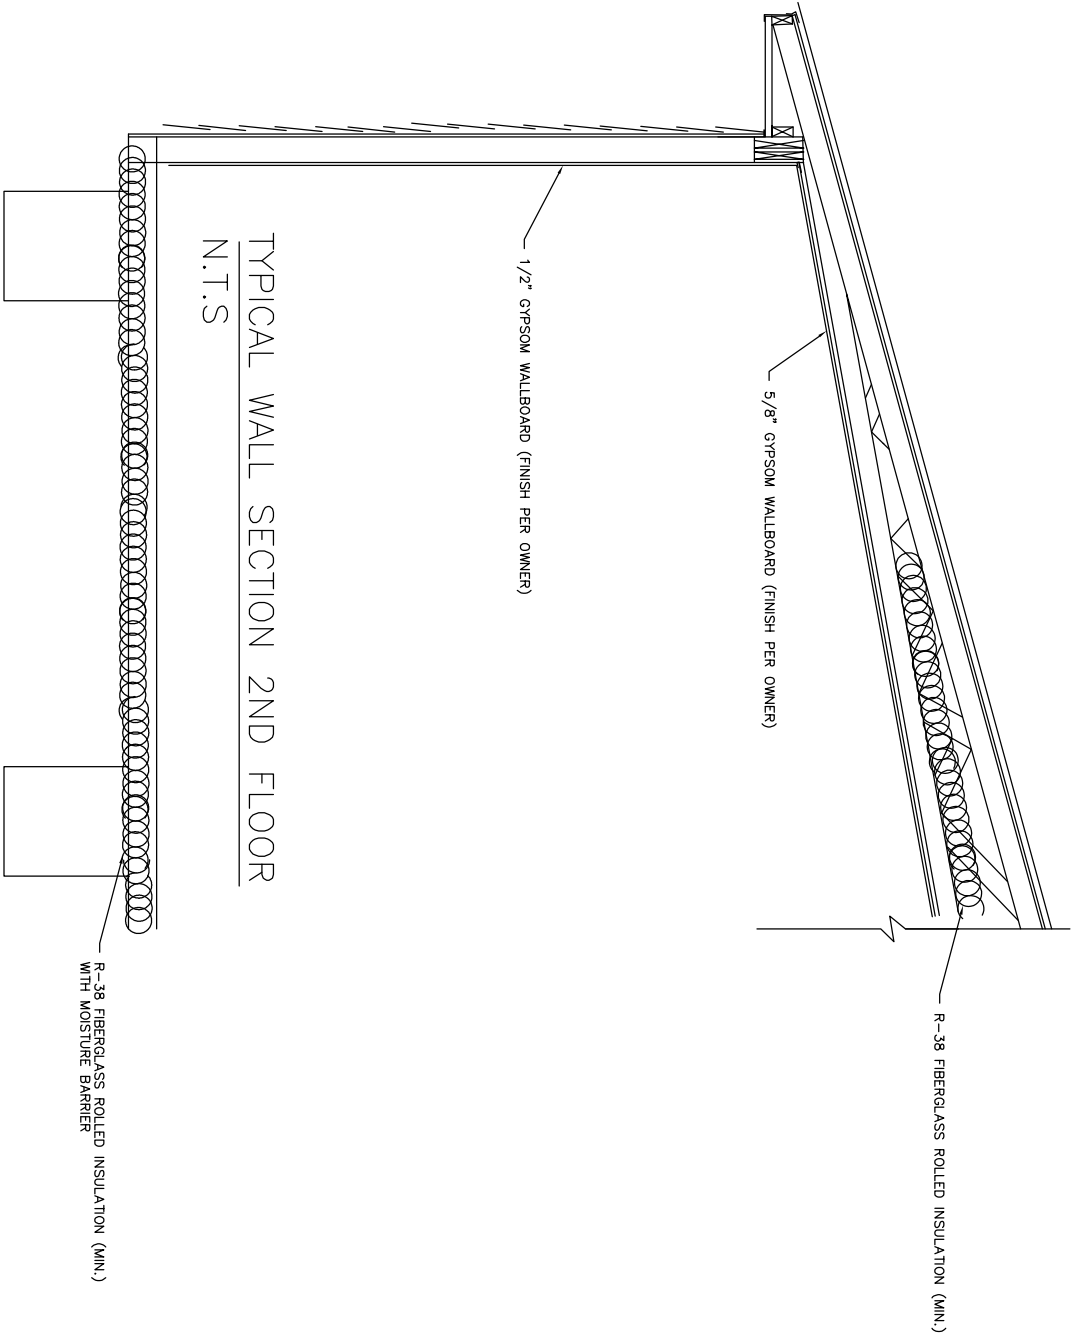 R-38 FIBERGLASS ROLLED INSULATION (MIN.)
5/8" GYPSOM WALLBOARD (FINISH PER OWNER)
1/2" GYPSOM WALLBOARD (FINISH PER OWNER)
TYPICAL WALL SECTION 2ND FLOOR
N.T.S
R-38 FIBERGLASS ROLLED INSULATION (MIN.)
WITH MOISTURE BARRIER